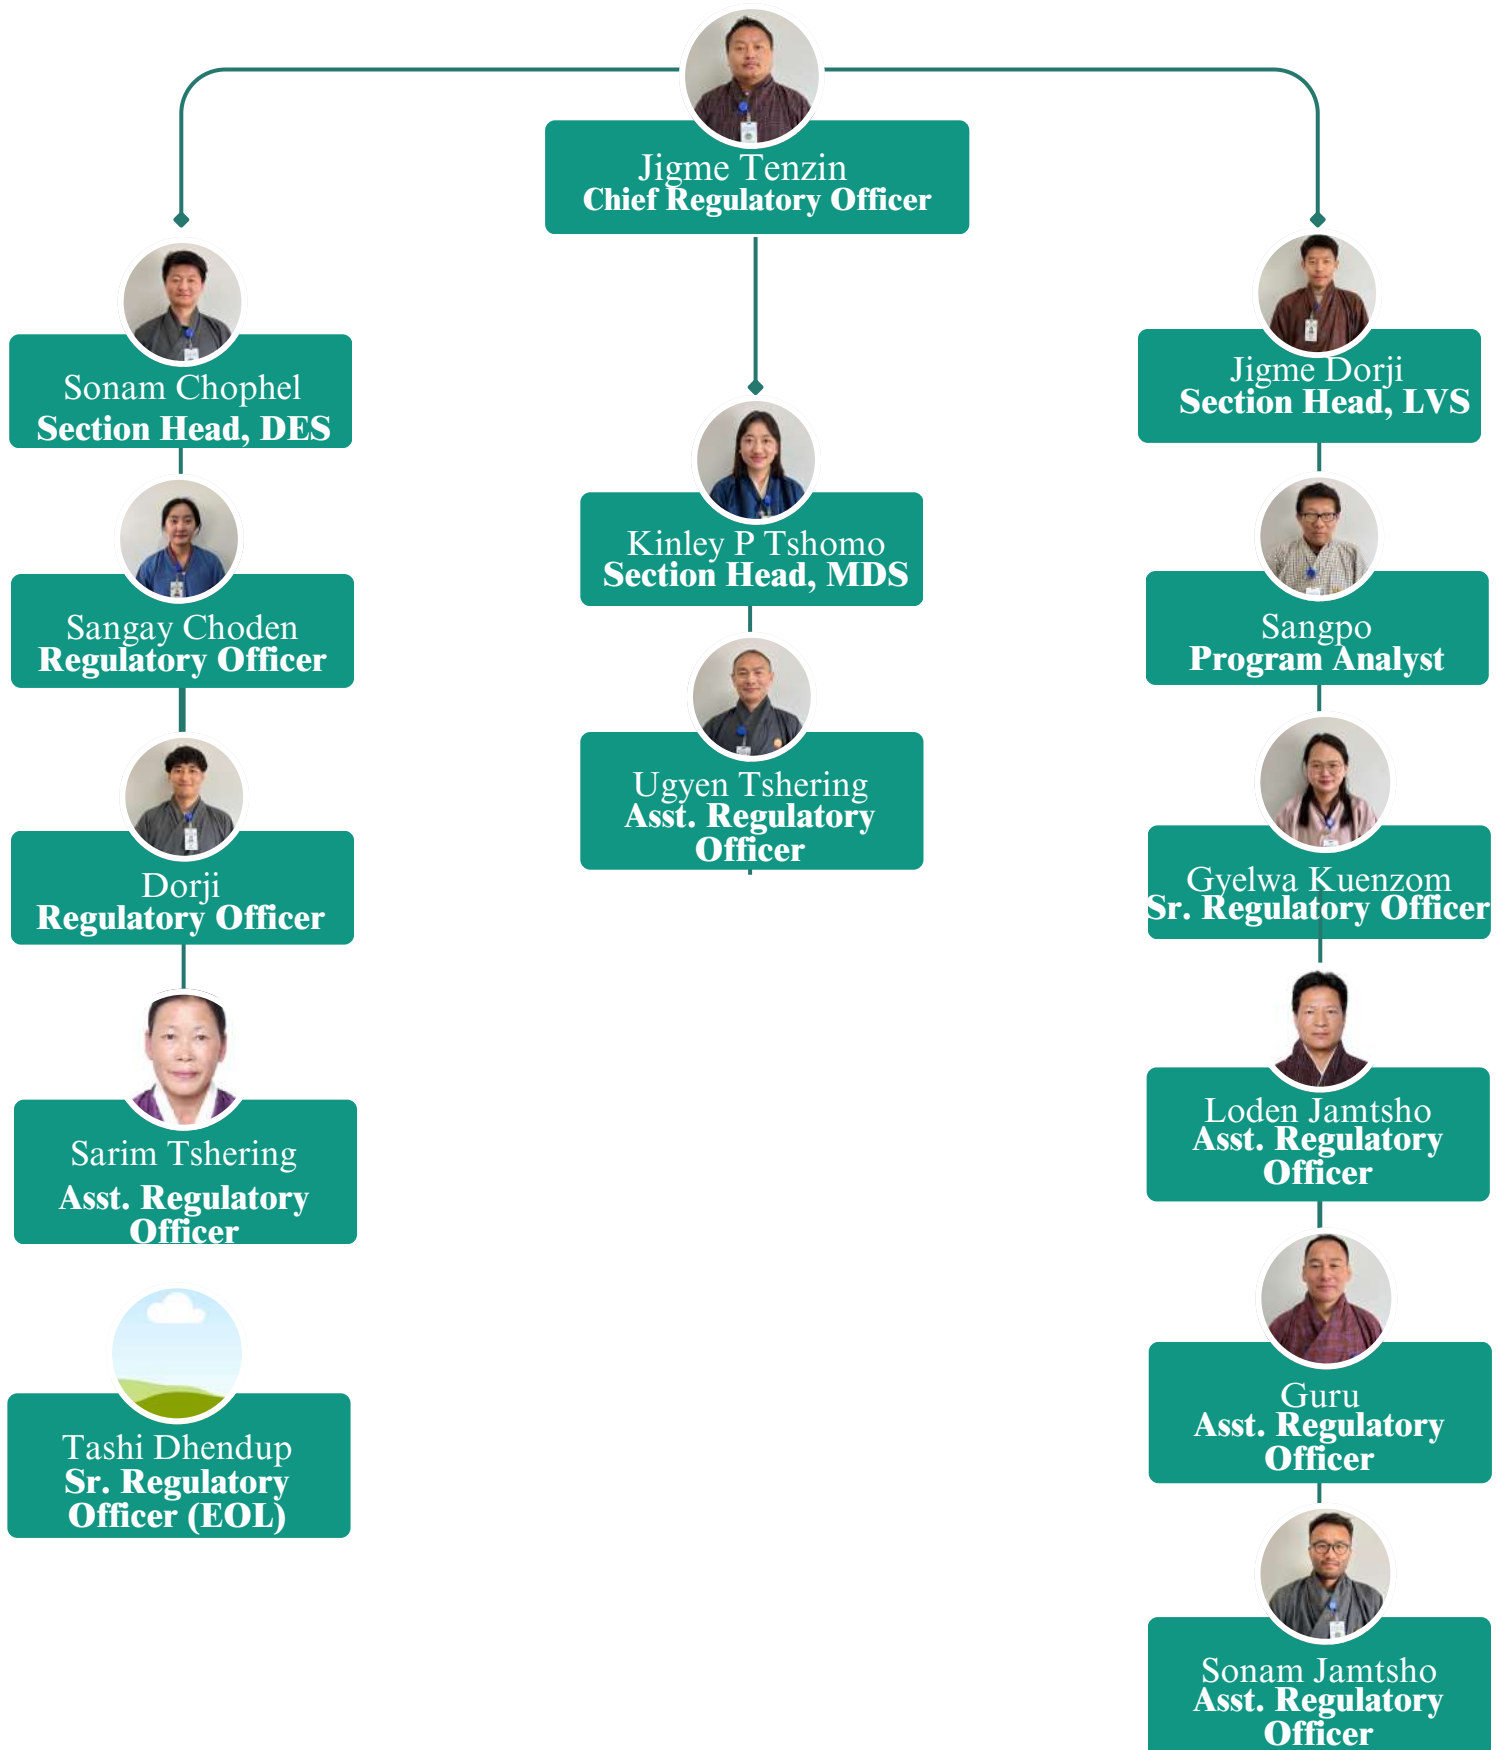 Jigme Tenzin
Chief Regulatory Officer
Sonam Chophel
Section Head, DES
Sangay Choden
Regulatory Officer
Dorji
Regulatory Officer
Sarim Tshering
Asst. Regulatory
Officer
Tashi Dhendup
Sr. Regulatory
Officer (EOL)
Kinley P Tshomo
Section Head, MDS
Ugyen Tshering
Asst. Regulatory
Officer
Jigme Dorji
Section Head, LVS
Sangpo
Program Analyst
Gyelwa Kuenzom
Sr. Regulatory Officer
Loden Jamtsho
Asst. Regulatory
Officer
Guru
Asst. Regulatory
Officer
Sonam Jamtsho
Asst. Regulatory
Officer